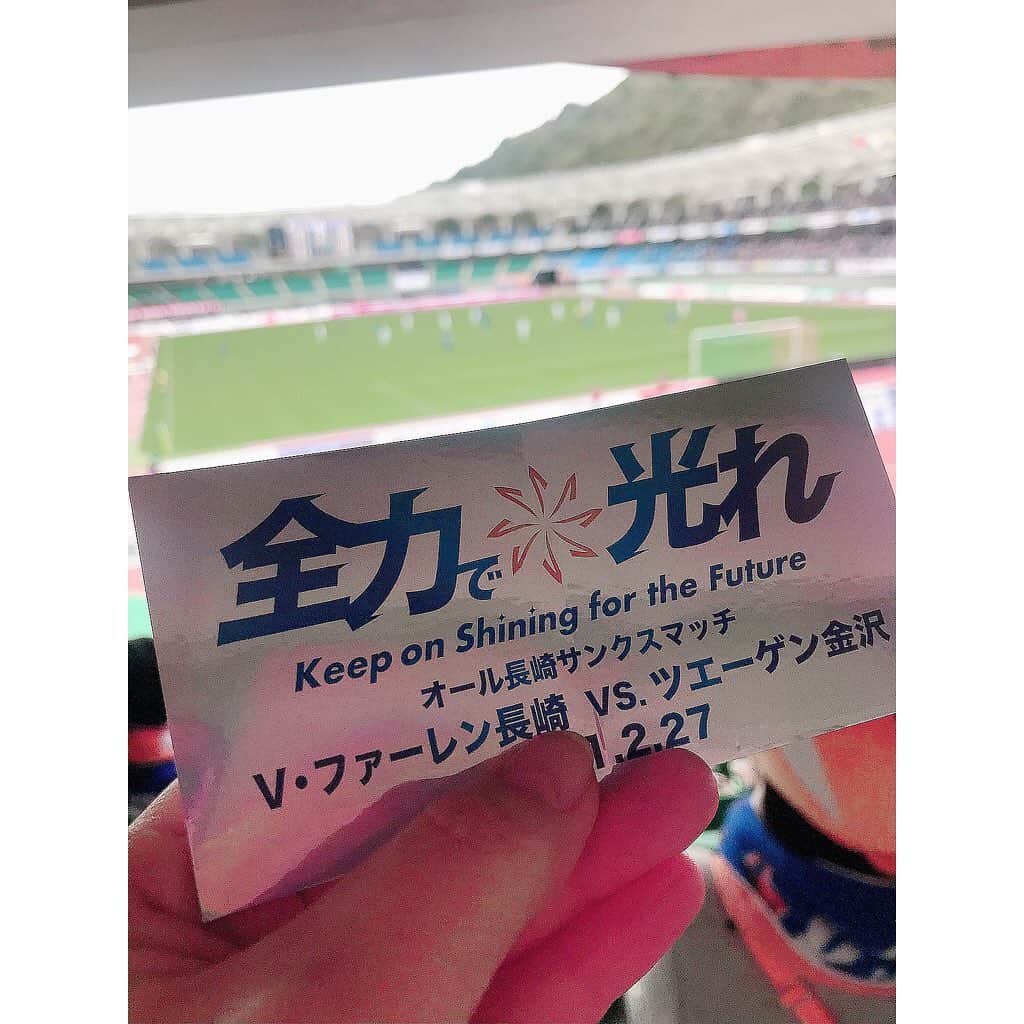 全力で光れ
Keep on Shining for the Future
オール長崎サンクスマッチ
V・ファーレン長崎 VS. ツエーゲン金沢
1.2.27